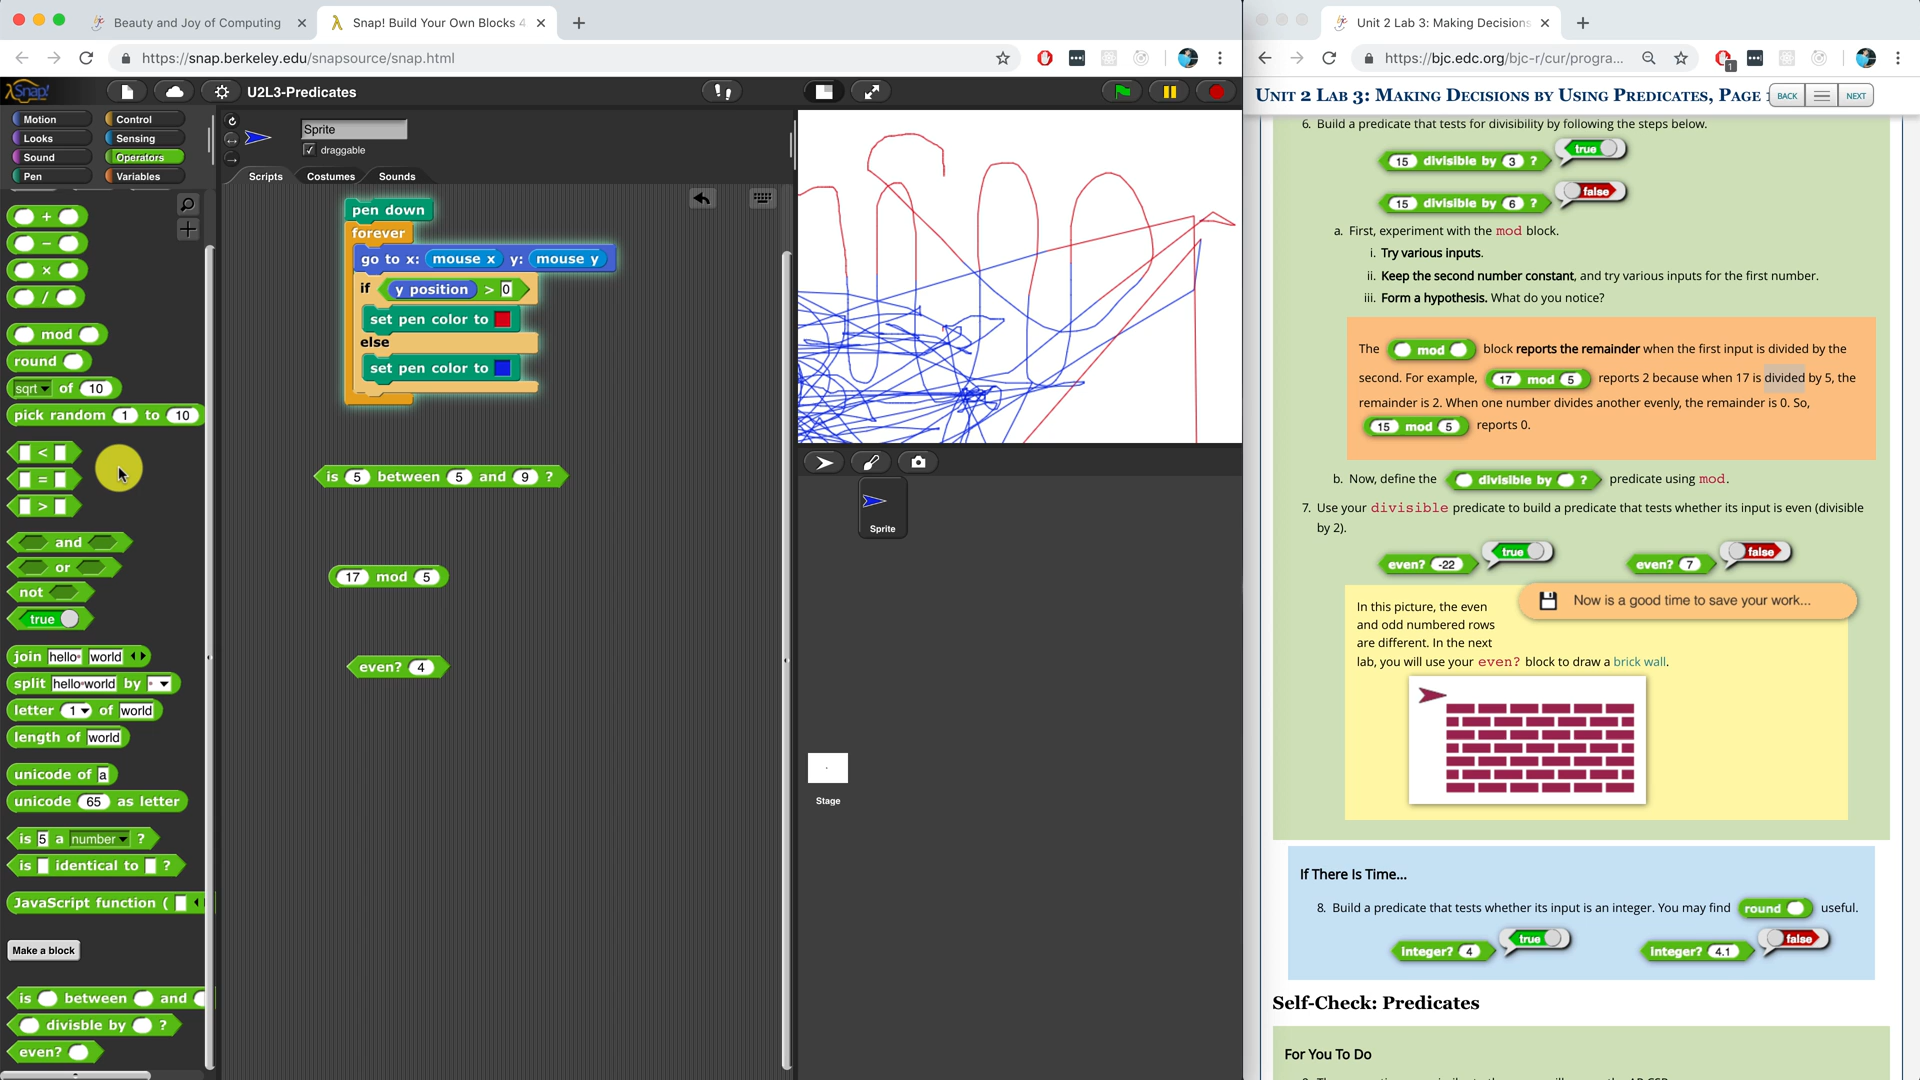 Beauty and Joy of Computing
Snap! Build Your Own Blocks 4
https://snap.berkeley.edu/snapsource/snap.html
Snap!
U2L3-Predicates
Motion
Control
Looks
Sensing
Sound
Operators
Pen
Variables
+
−
×
/
mod
round
sqrt of 10
pick random 1 to 10
<
=
>
and
or
not
true
join hello world
split hello world by
letter 1 of world
length of world
unicode of a
unicode 65 as letter
is 5 a number ?
is identical to ?
JavaScript function (
Make a block
is between and
divisble by ?
even?
Sprite
draggable
Scripts
Costumes
Sounds
pen down
forever
go to x: mouse x y: mouse y
if y position > 0
set pen color to
else
set pen color to
is 5 between 5 and 9 ?
17 mod 5
even? 4
Sprite
Stage
Unit 2 Lab 3: Making Decisions
https://bjc.edc.org/bjc-r/cur/progra...
1
Unit 2 Lab 3: Making Decisions by Using Predicates, Page
BACK
NEXT
6. Build a predicate that tests for divisibility by following the steps below.
15 divisible by 3 ? true
15 divisible by 6 ? false
a. First, experiment with the mod block.
i. Try various inputs.
ii. Keep the second number constant, and try various inputs for the first number.
iii. Form a hypothesis. What do you notice?
The mod block reports the remainder when the first input is divided by the
second. For example, 17 mod 5 reports 2 because when 17 is divided by 5, the
remainder is 2. When one number divides another evenly, the remainder is 0. So,
15 mod 5 reports 0.
b. Now, define the divisible by ? predicate using mod.
7. Use your divisible predicate to build a predicate that tests whether its input is even (divisible
by 2).
even? -22 true even? 7 false
Now is a good time to save your work...
In this picture, the even
and odd numbered rows
are different. In the next
lab, you will use your even? block to draw a brick wall.
If There Is Time...
8. Build a predicate that tests whether its input is an integer. You may find round useful.
integer? 4 true integer? 4.1 false
Self-Check: Predicates
For You To Do